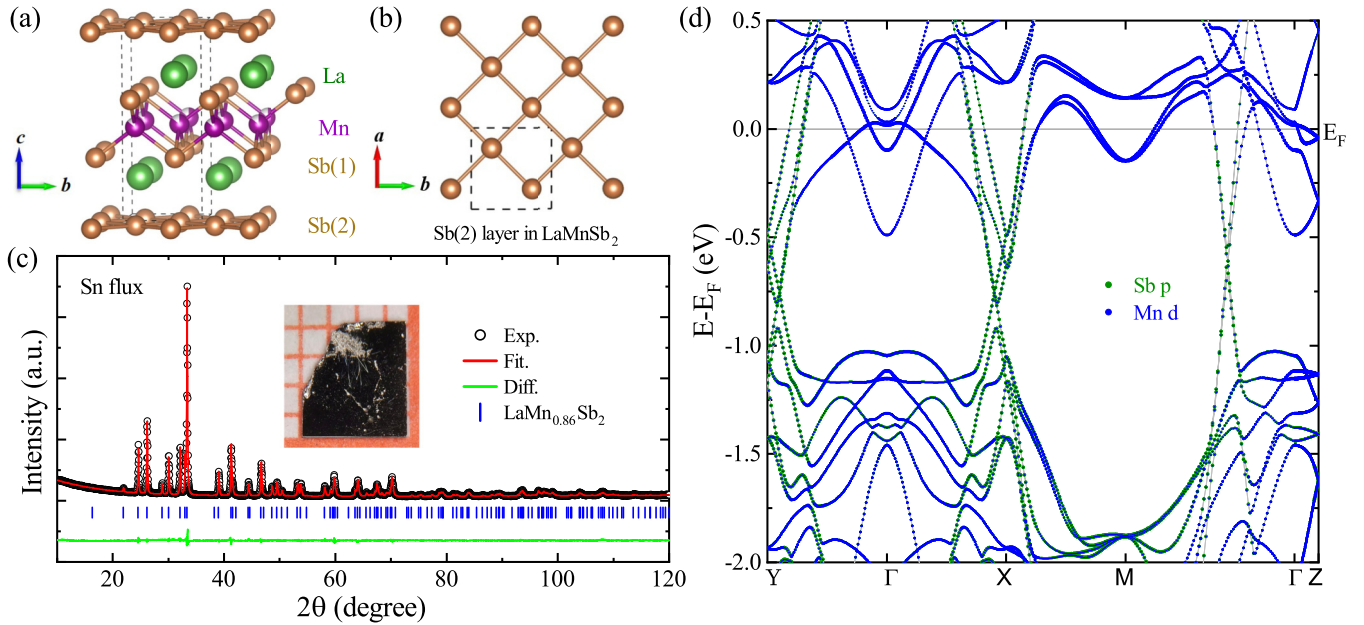 (a)
La
Mn
Sb(1)
Sb(2)
c
b
(b)
a
b
Sb(2) layer in LaMnSb₂
(c)
Sn flux
Exp.
Fit.
Diff.
LaMn₀.₈₆Sb₂
Intensity (a.u.)
20 40 60 80 100 120
2θ (degree)
(d)
0.5
0.0
-0.5
-1.0
-1.5
-2.0
E-E_F (eV)
E_F
Sb p
Mn d
Y Γ X M Γ Z